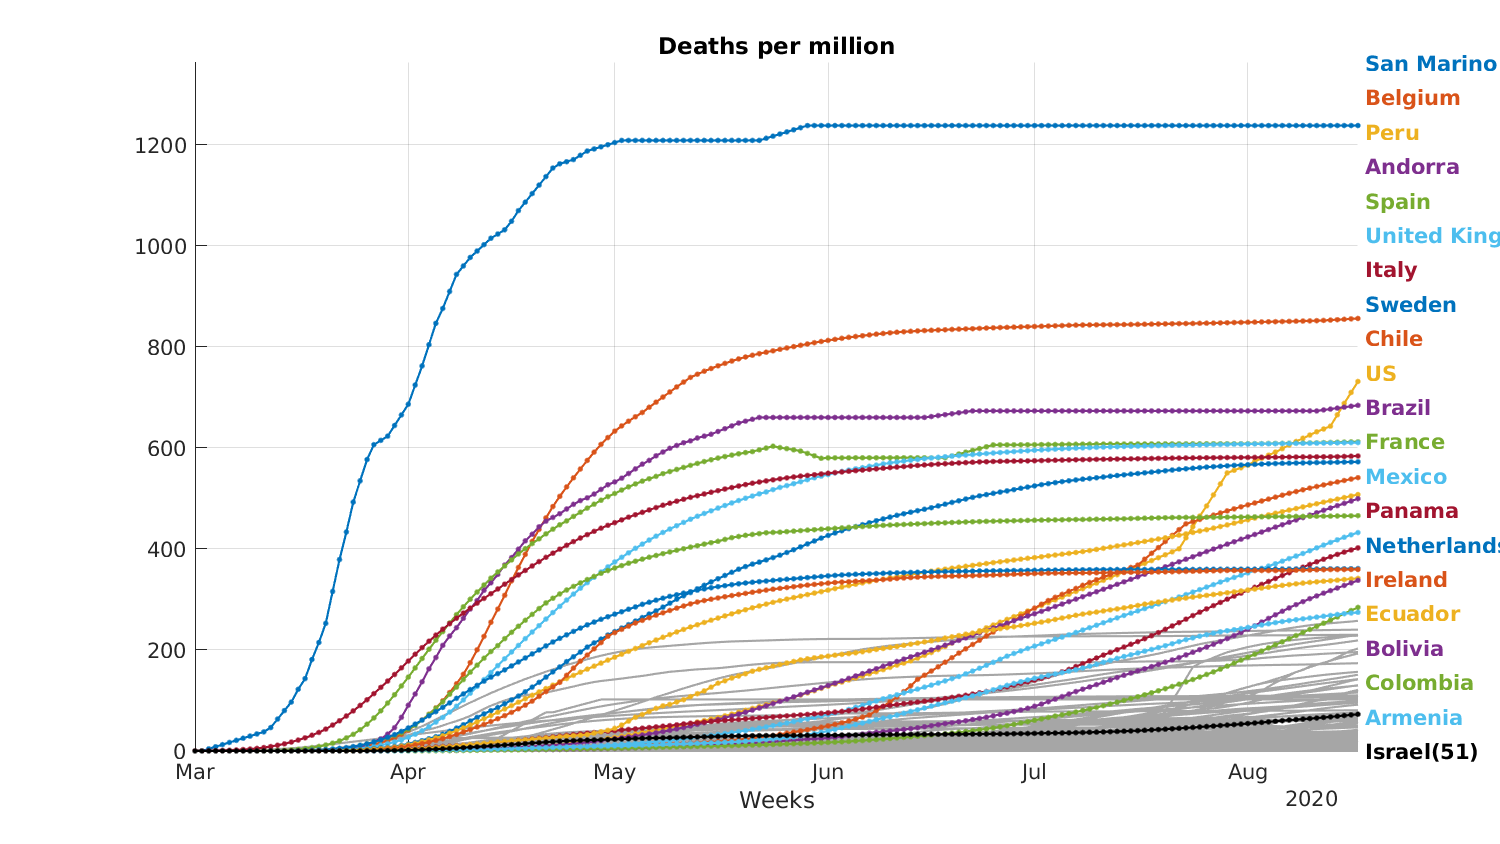 Deaths per million
1200
1000
800
600
400
200
0
Mar
Apr
May
Jun
Jul
Aug
Weeks
2020
San Marino
Belgium
Peru
Andorra
Spain
United King
Italy
Sweden
Chile
US
Brazil
France
Mexico
Panama
Netherlands
Ireland
Ecuador
Bolivia
Colombia
Armenia
Israel(51)